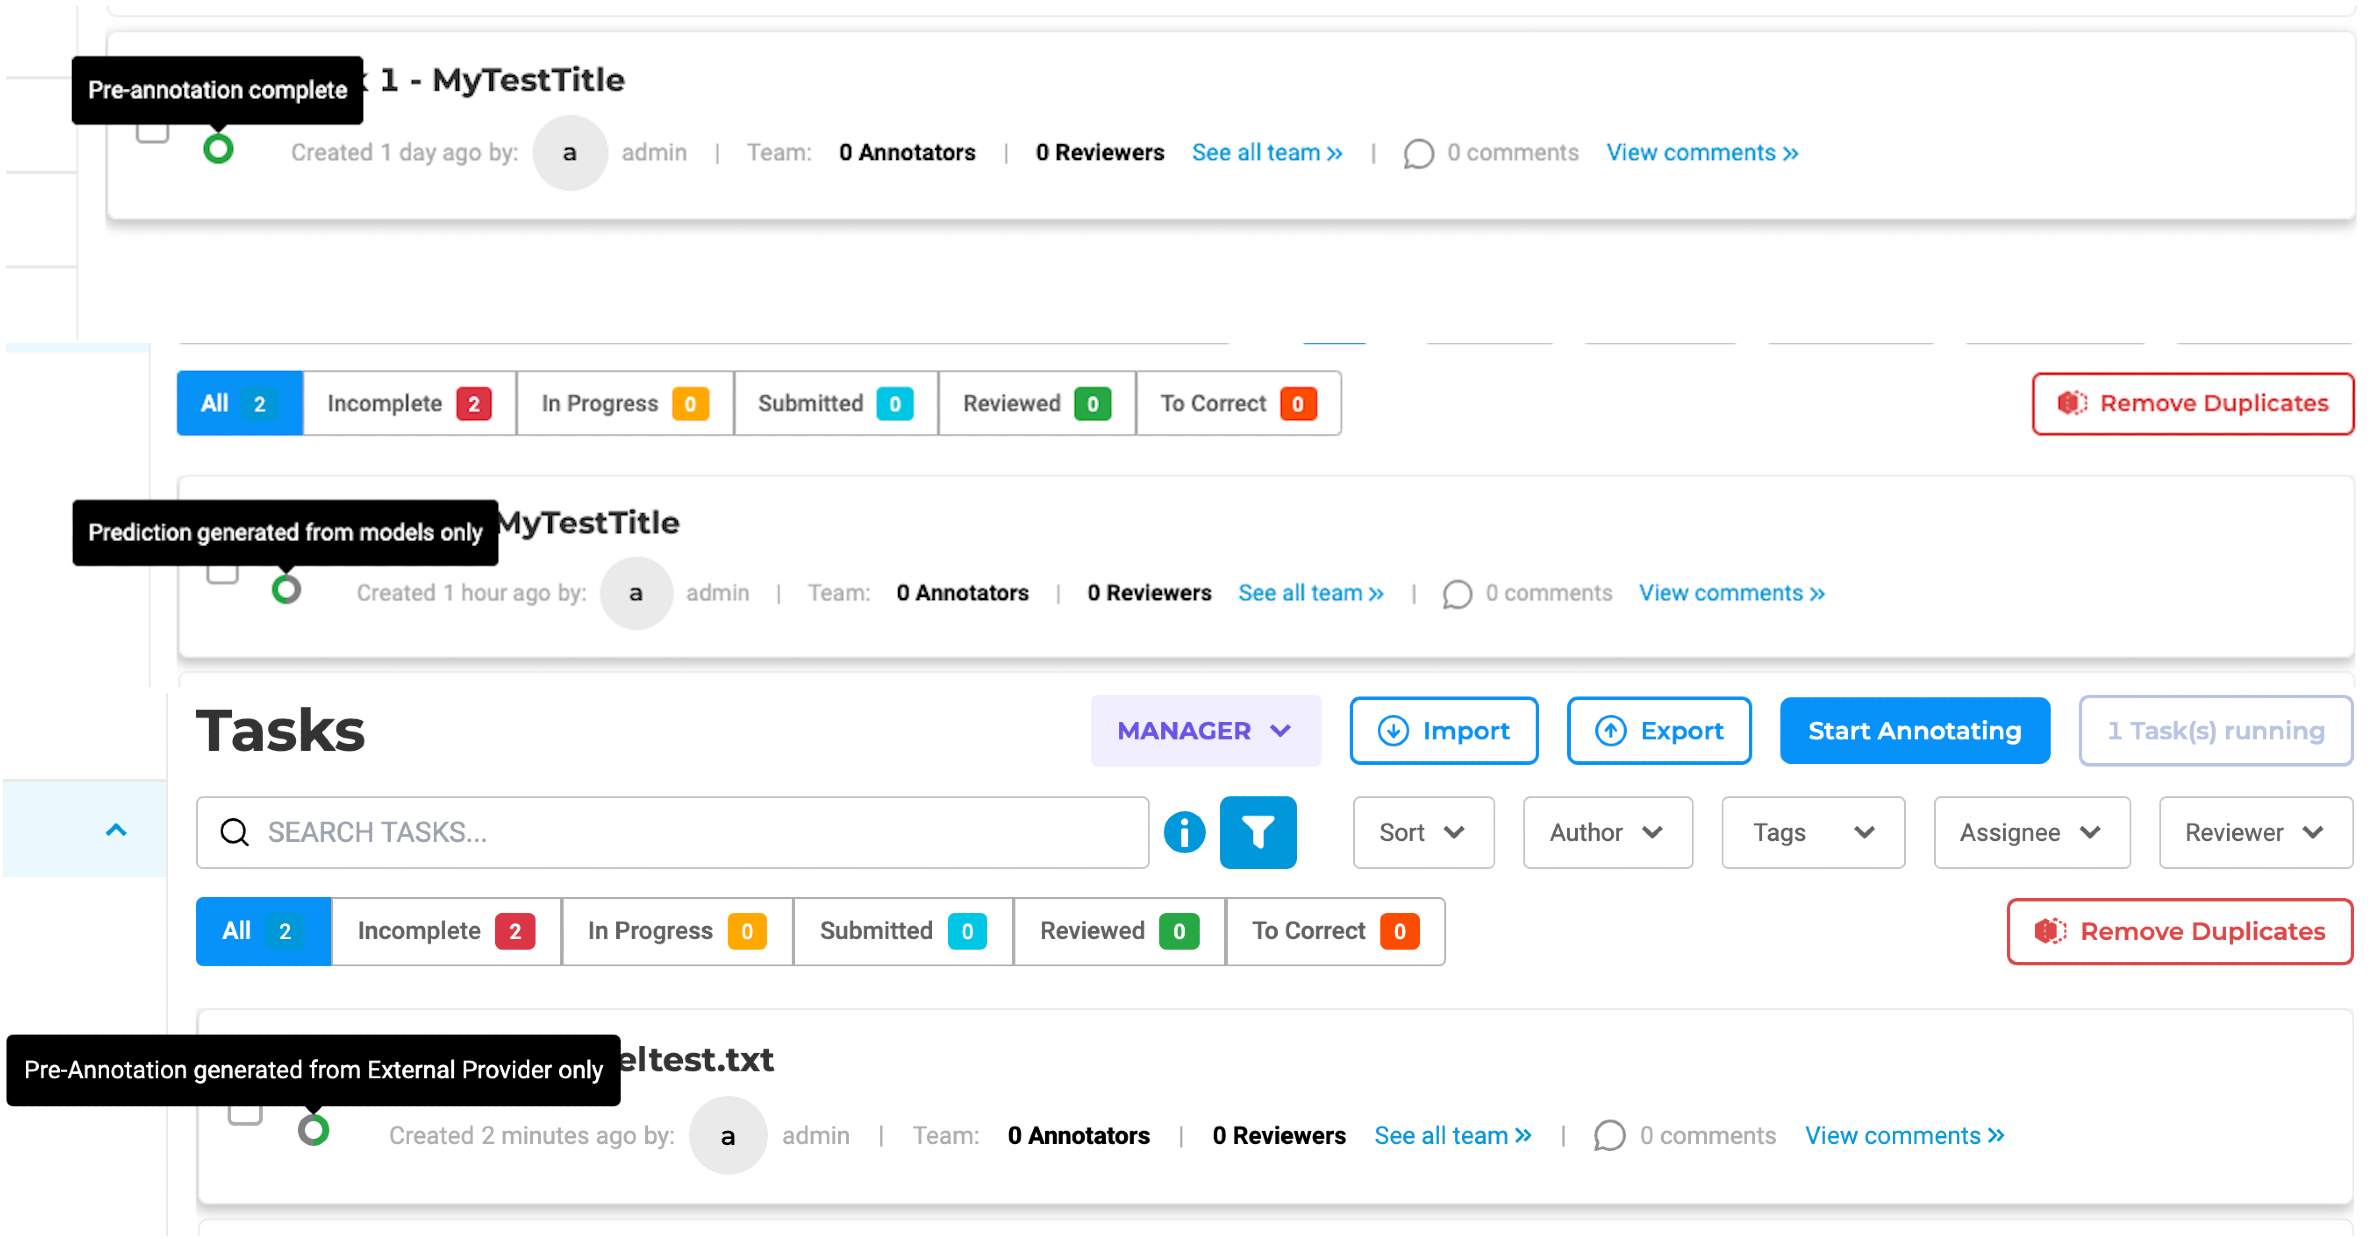 Pre-annotation complete
1 - MyTestTitle
Created 1 day ago by: a admin | Team: 0 Annotators | 0 Reviewers See all team » | 0 comments View comments »
All 2 Incomplete 2 In Progress 0 Submitted 0 Reviewed 0 To Correct 0 Remove Duplicates
Prediction generated from models only
MyTestTitle
Created 1 hour ago by: a admin | Team: 0 Annotators | 0 Reviewers See all team » | 0 comments View comments »
Tasks MANAGER Import Export Start Annotating 1 Task(s) running
SEARCH TASKS... Sort Author Tags Assignee Reviewer
All 2 Incomplete 2 In Progress 0 Submitted 0 Reviewed 0 To Correct 0 Remove Duplicates
Pre-Annotation generated from External Provider only
eltest.txt
Created 2 minutes ago by: a admin | Team: 0 Annotators | 0 Reviewers See all team » | 0 comments View comments »